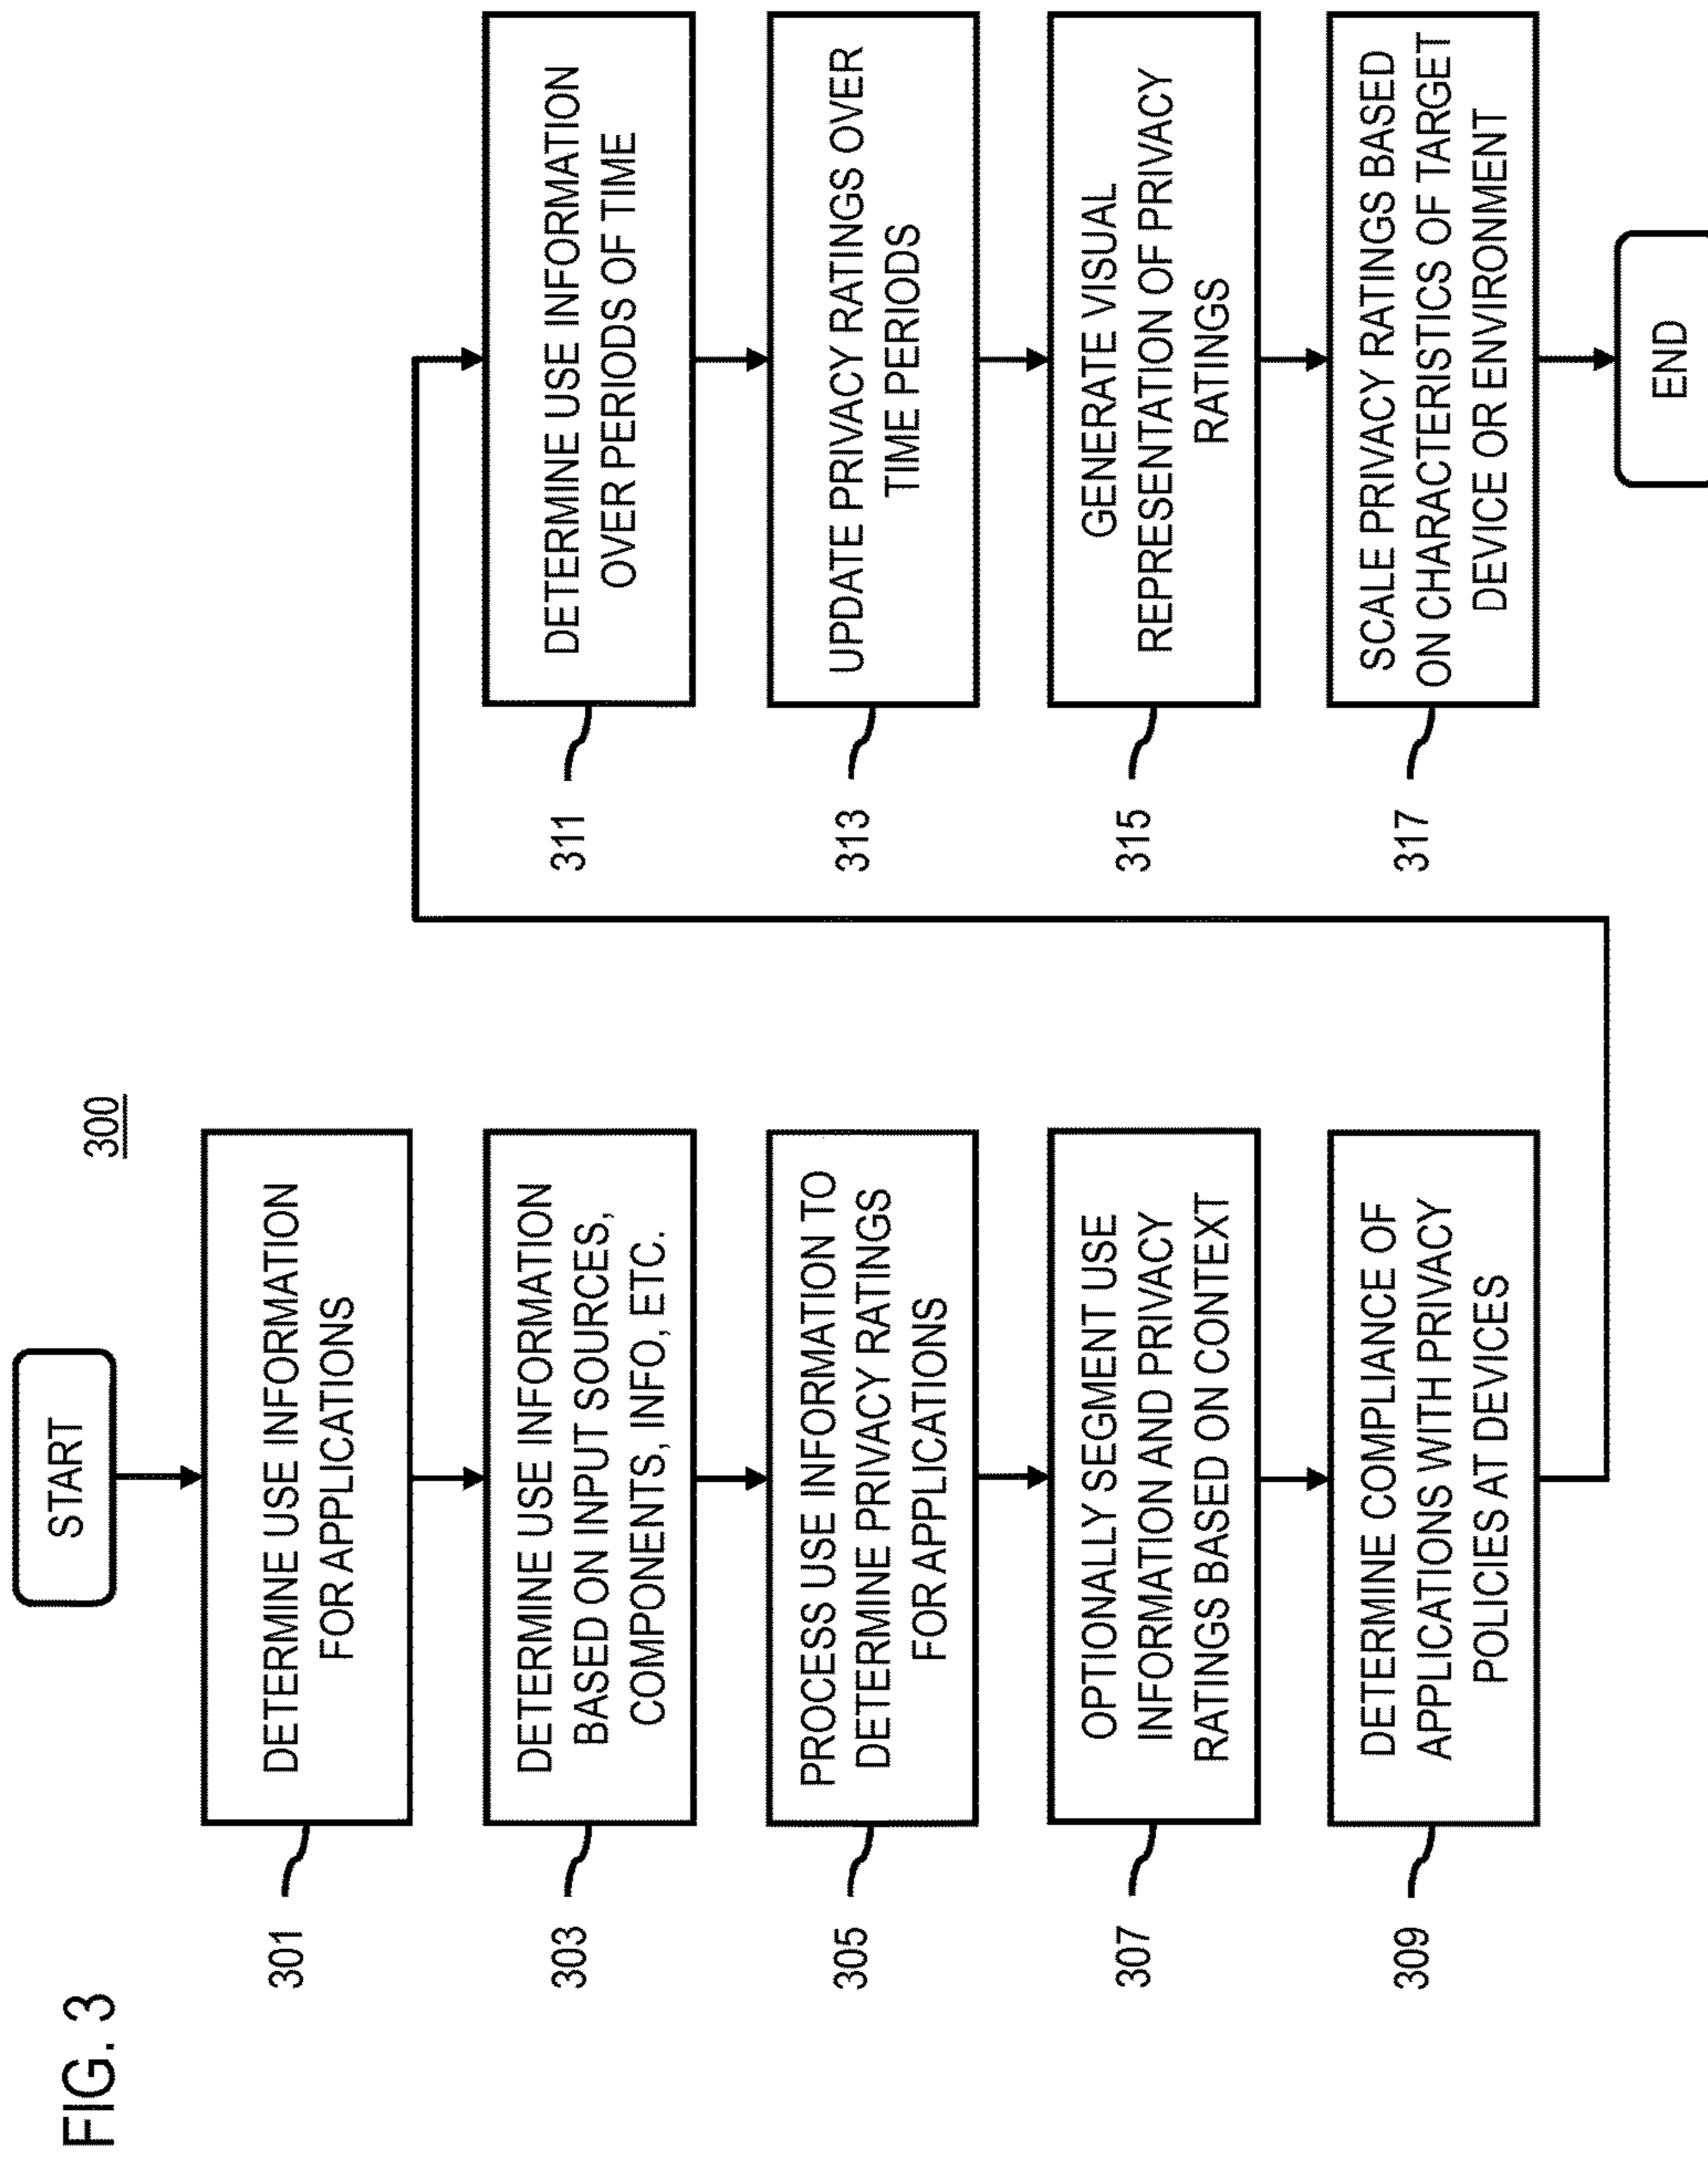 FIG. 3
300
START
301
DETERMINE USE INFORMATION
FOR APPLICATIONS
303
DETERMINE USE INFORMATION
BASED ON INPUT SOURCES,
COMPONENTS, INFO, ETC.
305
PROCESS USE INFORMATION TO
DETERMINE PRIVACY RATINGS
FOR APPLICATIONS
307
OPTIONALLY SEGMENT USE
INFORMATION AND PRIVACY
RATINGS BASED ON CONTEXT
309
DETERMINE COMPLIANCE OF
APPLICATIONS WITH PRIVACY
POLICIES AT DEVICES
311
DETERMINE USE INFORMATION
OVER PERIODS OF TIME
313
UPDATE PRIVACY RATINGS OVER
TIME PERIODS
315
GENERATE VISUAL
REPRESENTATION OF PRIVACY
RATINGS
317
SCALE PRIVACY RATINGS BASED
ON CHARACTERISTICS OF TARGET
DEVICE OR ENVIRONMENT
END